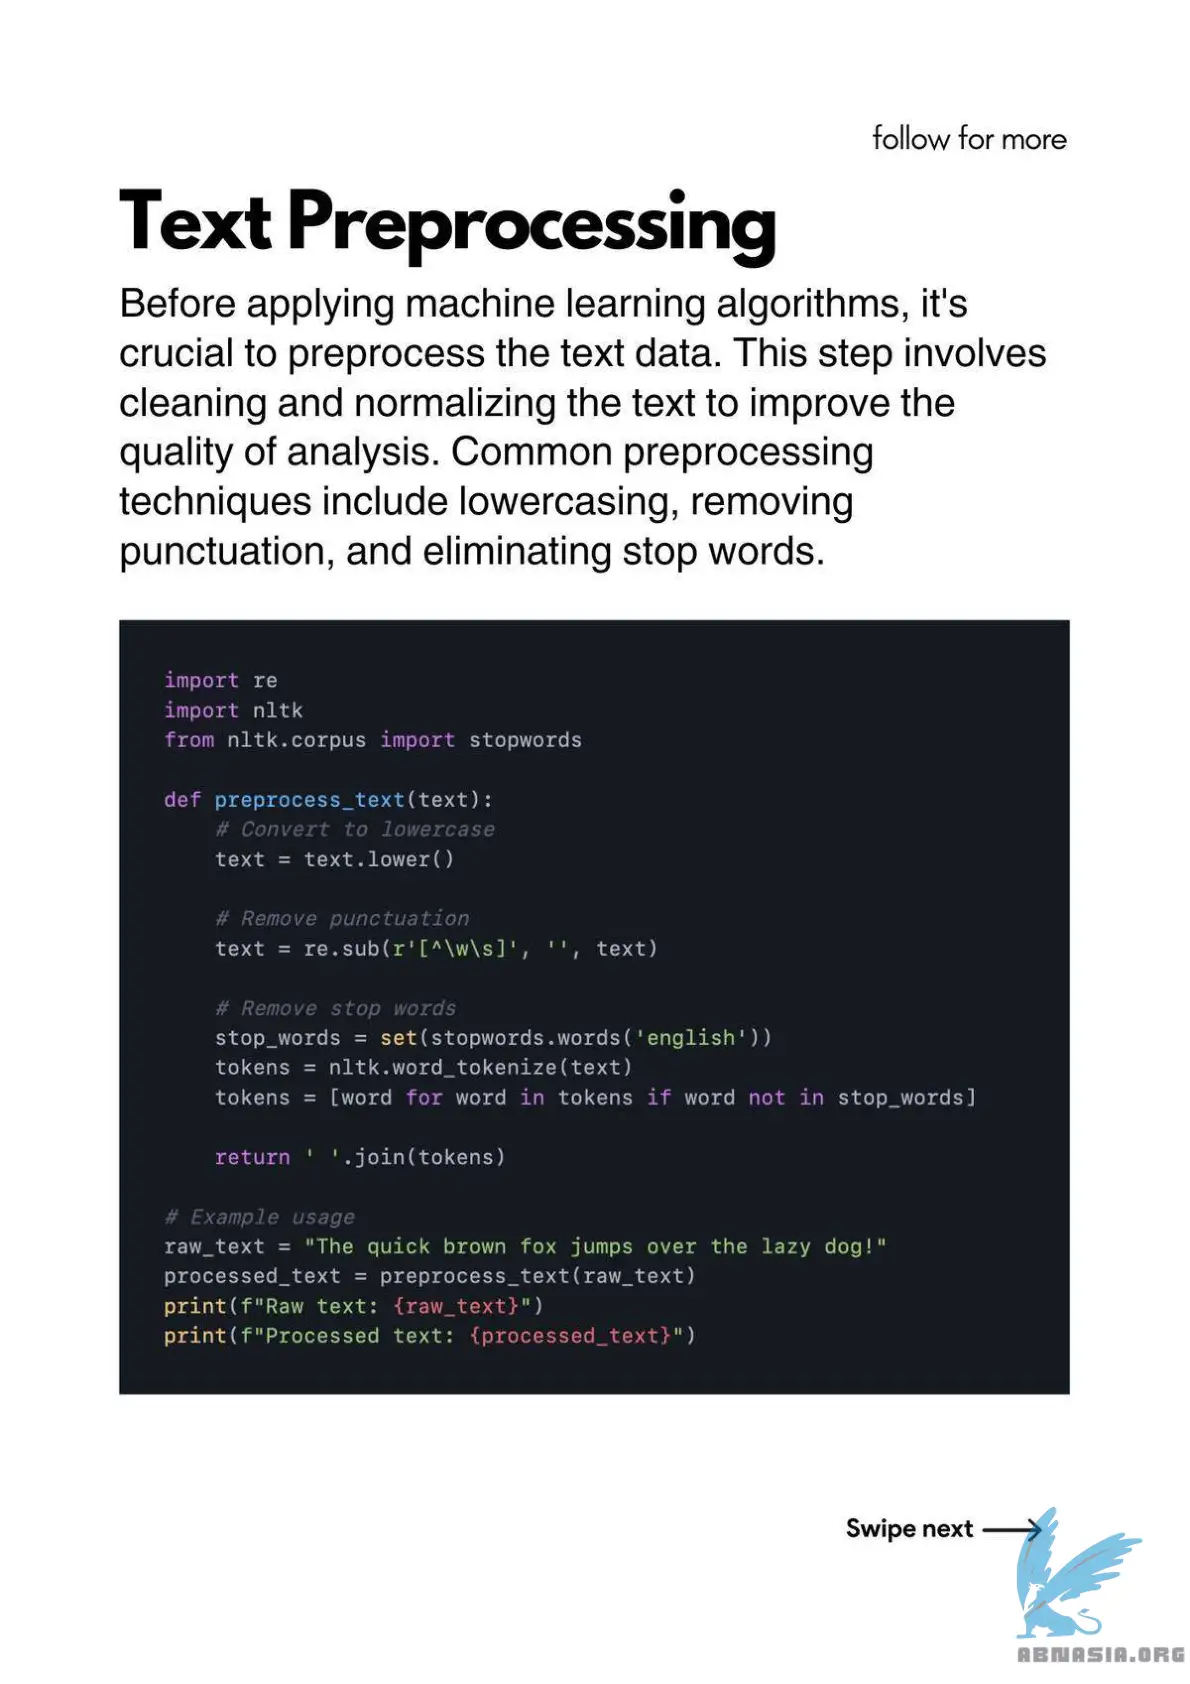 follow for more
Text Preprocessing
Before applying machine learning algorithms, it's
crucial to preprocess the text data. This step involves
cleaning and normalizing the text to improve the
quality of analysis. Common preprocessing
techniques include lowercasing, removing
punctuation, and eliminating stop words.
import re
import nltk
from nltk.corpus import stopwords
def preprocess_text(text):
    # Convert to lowercase
    text = text.lower()
    # Remove punctuation
    text = re.sub(r'[^\w\s]', '', text)
    # Remove stop words
    stop_words = set(stopwords.words('english'))
    tokens = nltk.word_tokenize(text)
    tokens = [word for word in tokens if word not in stop_words]
    return ' '.join(tokens)
# Example usage
raw_text = "The quick brown fox jumps over the lazy dog!"
processed_text = preprocess_text(raw_text)
print(f"Raw text: {raw_text}")
print(f"Processed text: {processed_text}")
Swipe next
ABNASIA.ORG